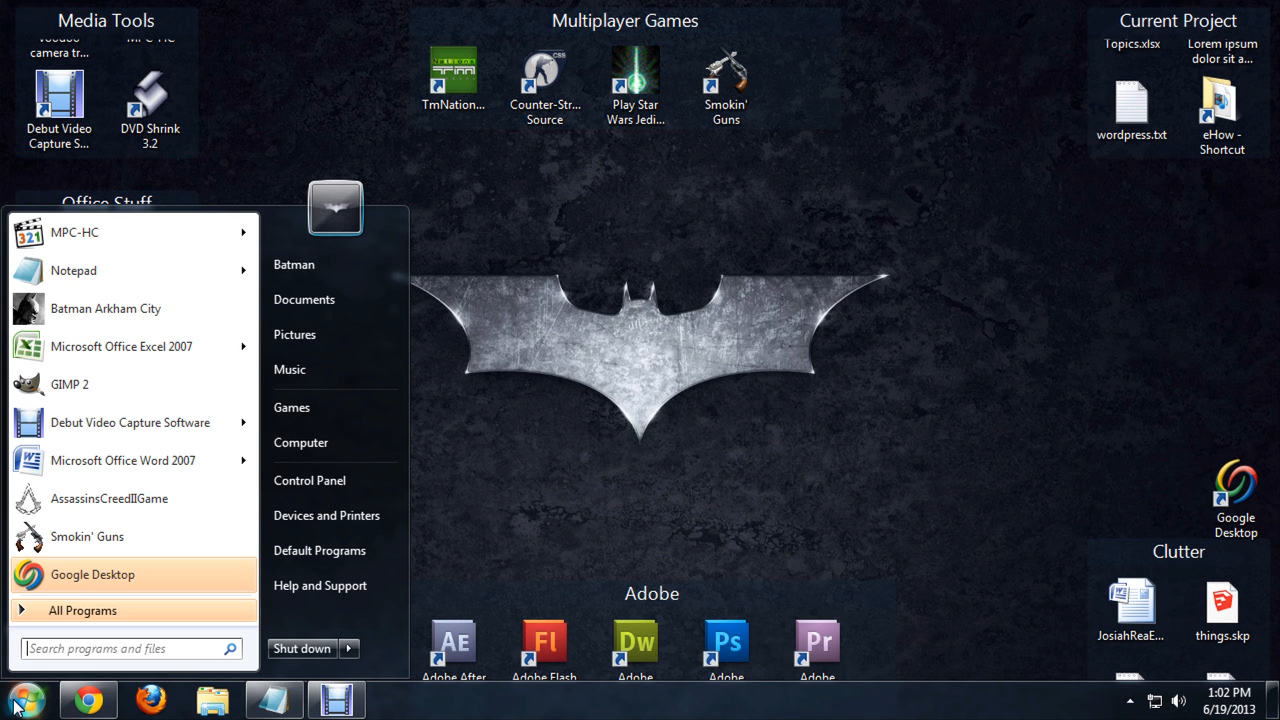 Media Tools
Multiplayer Games
Current Project
camera tr...
Topics.xlsx
Lorem ipsum
dolor sit a...
Debut Video
Capture S...
DVD Shrink
3.2
TmNation...
Counter-Str...
Source
Play Star
Wars Jedi...
Smokin'
Guns
wordpress.txt
eHow -
Shortcut
Office Stuff
MPC-HC
Notepad
Batman Arkham City
Microsoft Office Excel 2007
GIMP 2
Debut Video Capture Software
Microsoft Office Word 2007
AssassinsCreedIIGame
Smokin' Guns
Google Desktop
All Programs
Search programs and files
Batman
Documents
Pictures
Music
Games
Computer
Control Panel
Devices and Printers
Default Programs
Help and Support
Shut down
Google
Desktop
Clutter
JosiahReaE...
things.skp
Adobe
AE
Fl
Dw
Ps
Pr
Adobe After
Adobe Flash
Adobe
Adobe
Adobe
1:02 PM
6/19/2013